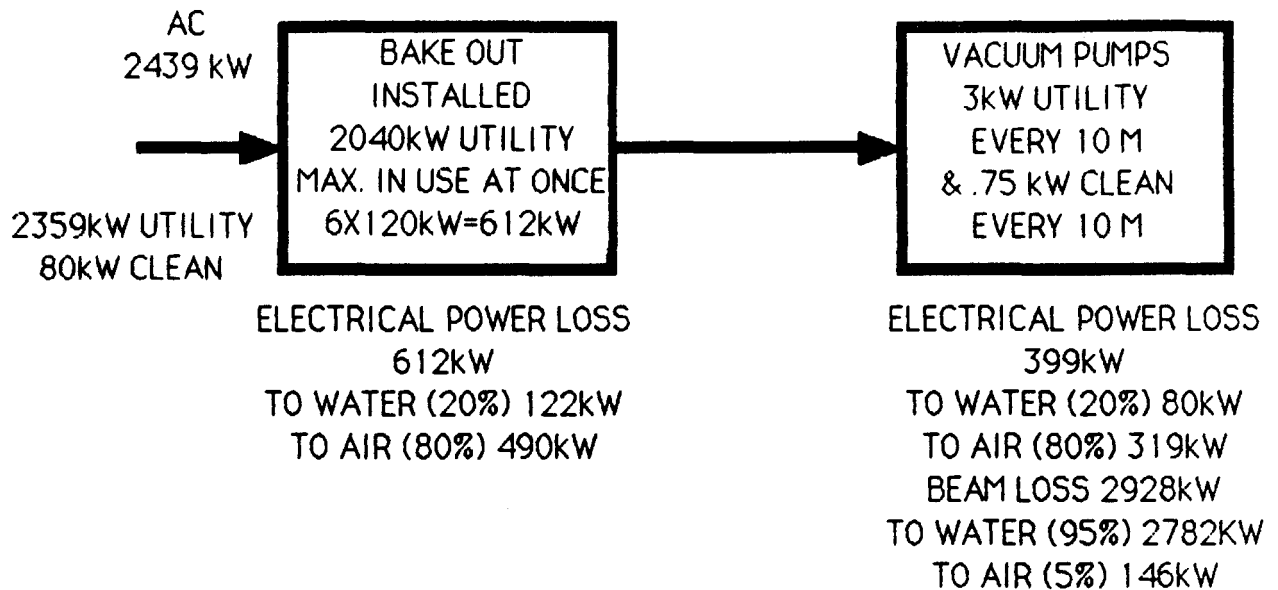 AC
2439 kW
2359kW UTILITY
80kW CLEAN
BAKE OUT
INSTALLED
2040kW UTILITY
MAX. IN USE AT ONCE
6X120kW=612kW
ELECTRICAL POWER LOSS
612kW
TO WATER (20%) 122kW
TO AIR (80%) 490kW
VACUUM PUMPS
3kW UTILITY
EVERY 10 M
& .75 kW CLEAN
EVERY 10 M
ELECTRICAL POWER LOSS
399kW
TO WATER (20%) 80kW
TO AIR (80%) 319kW
BEAM LOSS 2928kW
TO WATER (95%) 2782KW
TO AIR (5%) 146kW